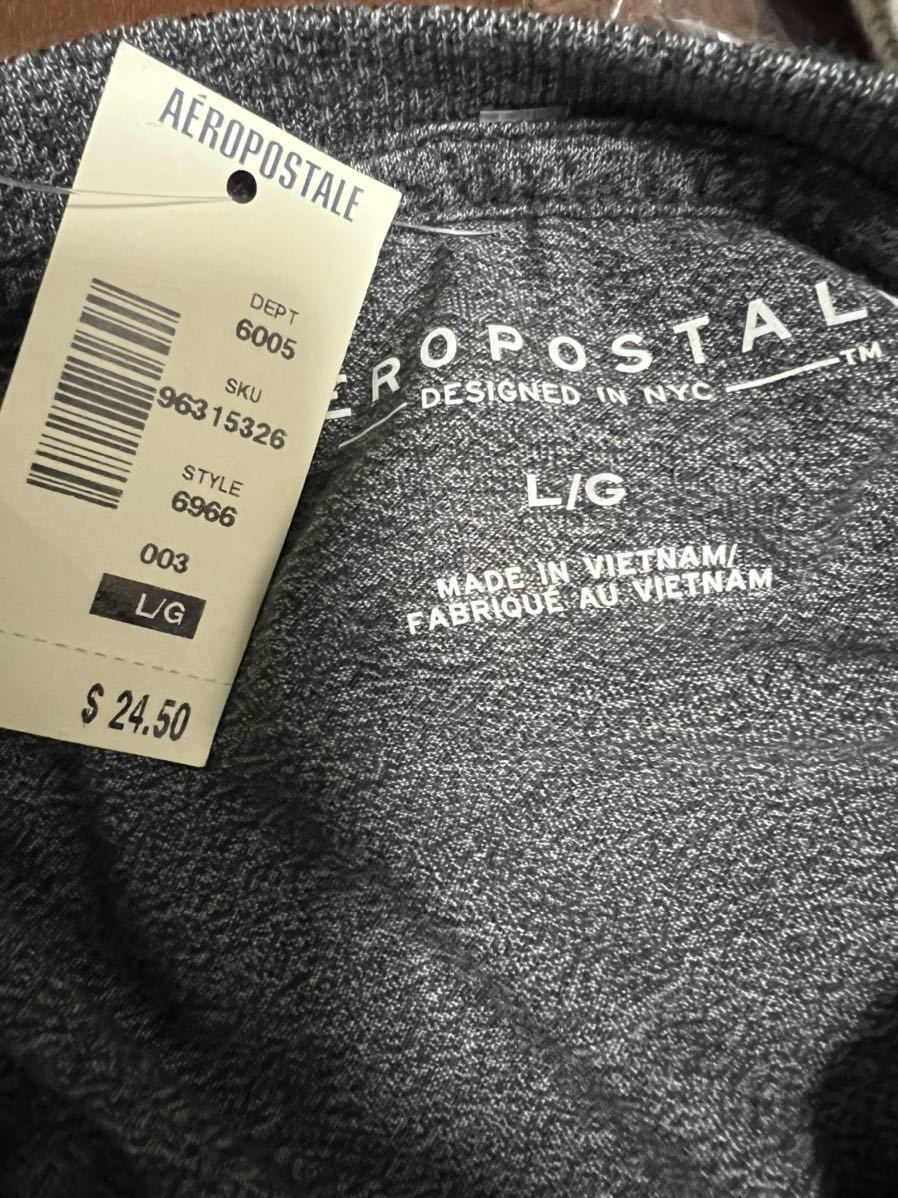 AÉROPOSTALE
DEPT
6005
SKU
96315326
STYLE
6966
003
L/G
$ 24.50
EROPOSTAL
DESIGNED IN NYC
TM
L/G
MADE IN VIETNAM/
FABRIQUÉ AU VIETNAM